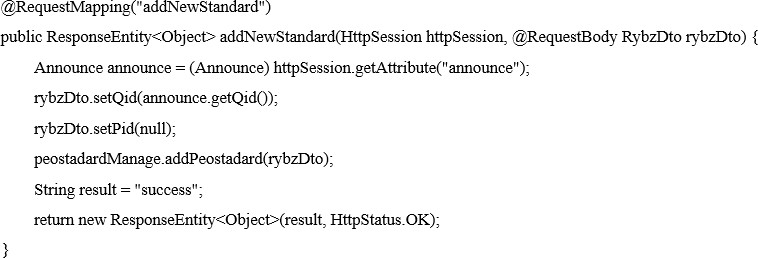 @RequestMapping("addNewStandard")
public ResponseEntity<Object> addNewStandard(HttpSession httpSession, @RequestBody RybzDto rybzDto) {
Announce announce = (Announce) httpSession.getAttribute("announce");
rybzDto.setQid(announce.getQid());
rybzDto.setPid(null);
peostadardManage.addPeostadard(rybzDto);
String result = "success";
return new ResponseEntity<Object>(result, HttpStatus.OK);
}